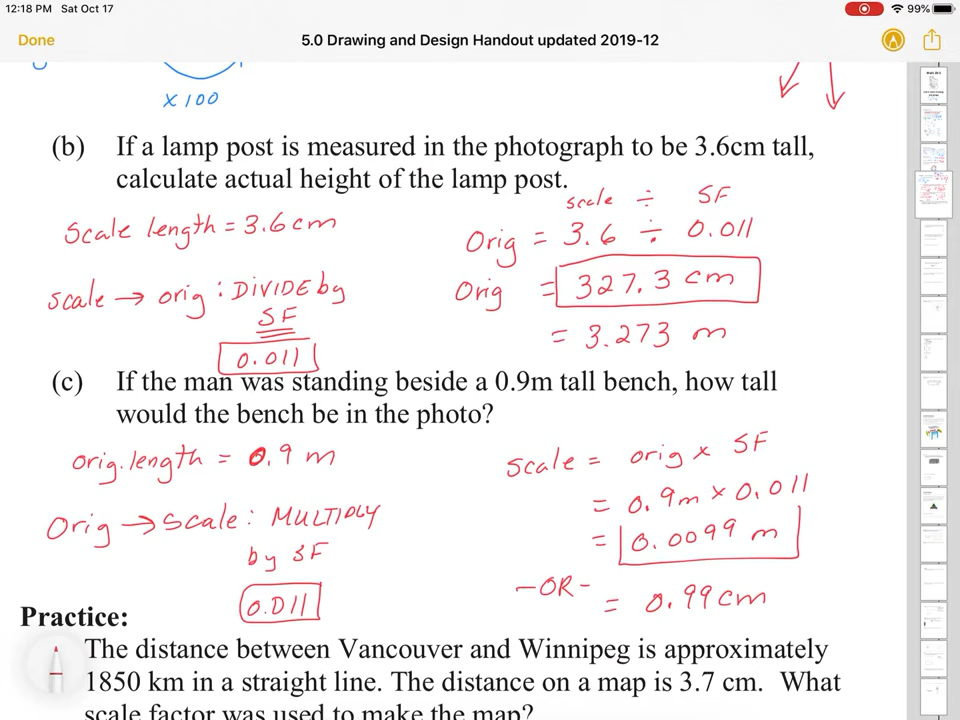 12:18 PM Sat Oct 17
99%
Done
5.0 Drawing and Design Handout updated 2019-12
x 100
(b) If a lamp post is measured in the photograph to be 3.6cm tall,
calculate actual height of the lamp post.
scale ÷ SF
Scale length = 3.6cm
Orig = 3.6 ÷ 0.011
scale → orig : DIVIDE by
SF
0.011
Orig = 327.3 cm
= 3.273 m
(c) If the man was standing beside a 0.9m tall bench, how tall
would the bench be in the photo?
orig. length = 0.9 m
Orig → Scale : MULTIPLY
by SF
0.011
scale = orig x SF
= 0.9m x 0.011
= 0.0099 m
-OR-
= 0.99cm
Practice:
The distance between Vancouver and Winnipeg is approximately
1850 km in a straight line. The distance on a map is 3.7 cm. What
scale factor was used to make the map?